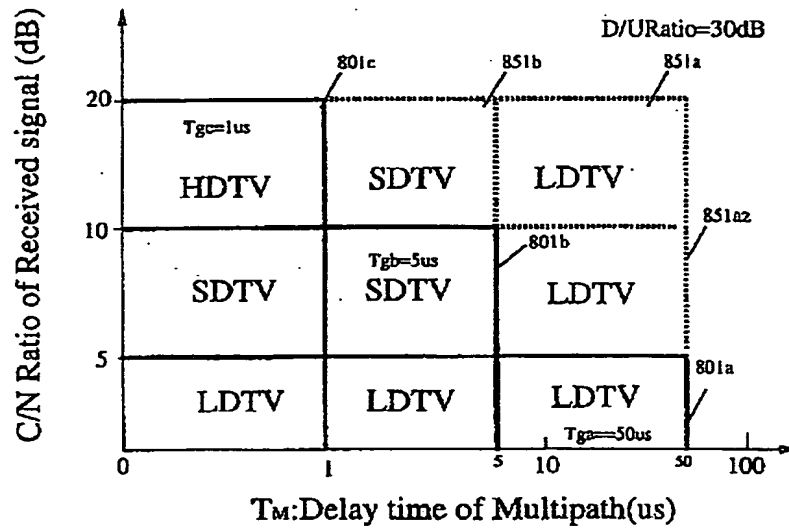 D/URatio=30dB
801c
851b
851a
20
Tgc=1us
HDTV
SDTV
LDTV
851az
10
801b
Tgb=5us
SDTV
SDTV
LDTV
5
801a
LDTV
LDTV
LDTV
Tga=50us
0
1
5
10
50
100
C/N Ratio of Received signal (dB)
TM:Delay time of Multipath(us)